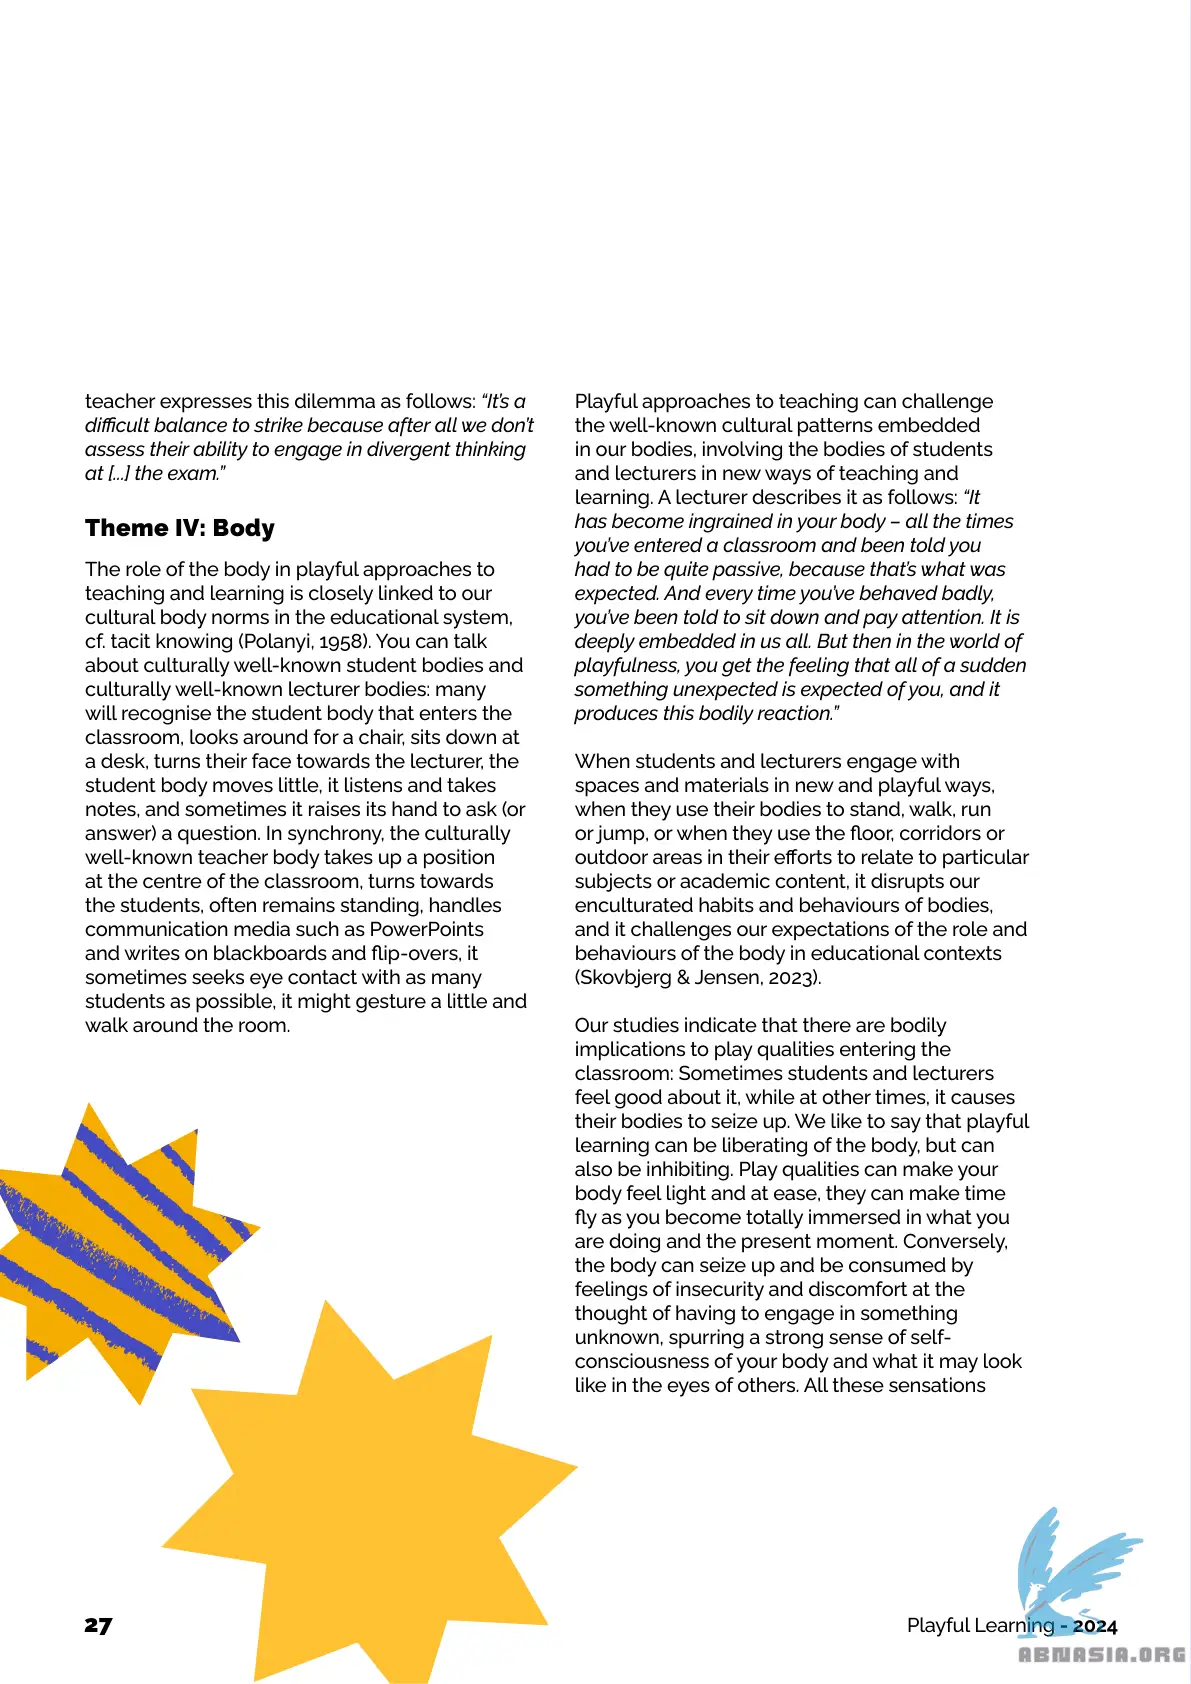 teacher expresses this dilemma as follows: “It’s a
difficult balance to strike because after all we don’t
assess their ability to engage in divergent thinking
at [...] the exam.”
Theme IV: Body
The role of the body in playful approaches to
teaching and learning is closely linked to our
cultural body norms in the educational system,
cf. tacit knowing (Polanyi, 1958). You can talk
about culturally well-known student bodies and
culturally well-known lecturer bodies: many
will recognise the student body that enters the
classroom, looks around for a chair, sits down at
a desk, turns their face towards the lecturer, the
student body moves little, it listens and takes
notes, and sometimes it raises its hand to ask (or
answer) a question. In synchrony, the culturally
well-known teacher body takes up a position
at the centre of the classroom, turns towards
the students, often remains standing, handles
communication media such as PowerPoints
and writes on blackboards and flip-overs, it
sometimes seeks eye contact with as many
students as possible, it might gesture a little and
walk around the room.
Playful approaches to teaching can challenge
the well-known cultural patterns embedded
in our bodies, involving the bodies of students
and lecturers in new ways of teaching and
learning. A lecturer describes it as follows: “It
has become ingrained in your body – all the times
you’ve entered a classroom and been told you
had to be quite passive, because that’s what was
expected. And every time you’ve behaved badly,
you’ve been told to sit down and pay attention. It is
deeply embedded in us all. But then in the world of
playfulness, you get the feeling that all of a sudden
something unexpected is expected of you, and it
produces this bodily reaction.”
When students and lecturers engage with
spaces and materials in new and playful ways,
when they use their bodies to stand, walk, run
or jump, or when they use the floor, corridors or
outdoor areas in their efforts to relate to particular
subjects or academic content, it disrupts our
enculturated habits and behaviours of bodies,
and it challenges our expectations of the role and
behaviours of the body in educational contexts
(Skovbjerg & Jensen, 2023).
Our studies indicate that there are bodily
implications to play qualities entering the
classroom: Sometimes students and lecturers
feel good about it, while at other times, it causes
their bodies to seize up. We like to say that playful
learning can be liberating of the body, but can
also be inhibiting. Play qualities can make your
body feel light and at ease, they can make time
fly as you become totally immersed in what you
are doing and the present moment. Conversely,
the body can seize up and be consumed by
feelings of insecurity and discomfort at the
thought of having to engage in something
unknown, spurring a strong sense of self-
consciousness of your body and what it may look
like in the eyes of others. All these sensations
27
Playful Learning - 2024
ABNASIA.ORG